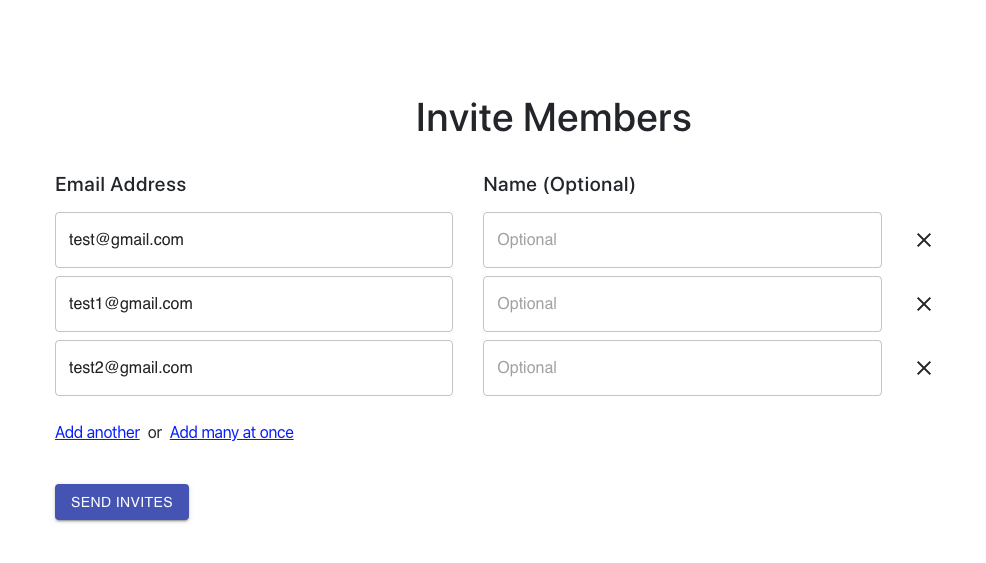 Invite Members
Email Address Name (Optional)
test@gmail.com Optional
test1@gmail.com Optional
test2@gmail.com Optional
Add another or Add many at once
SEND INVITES